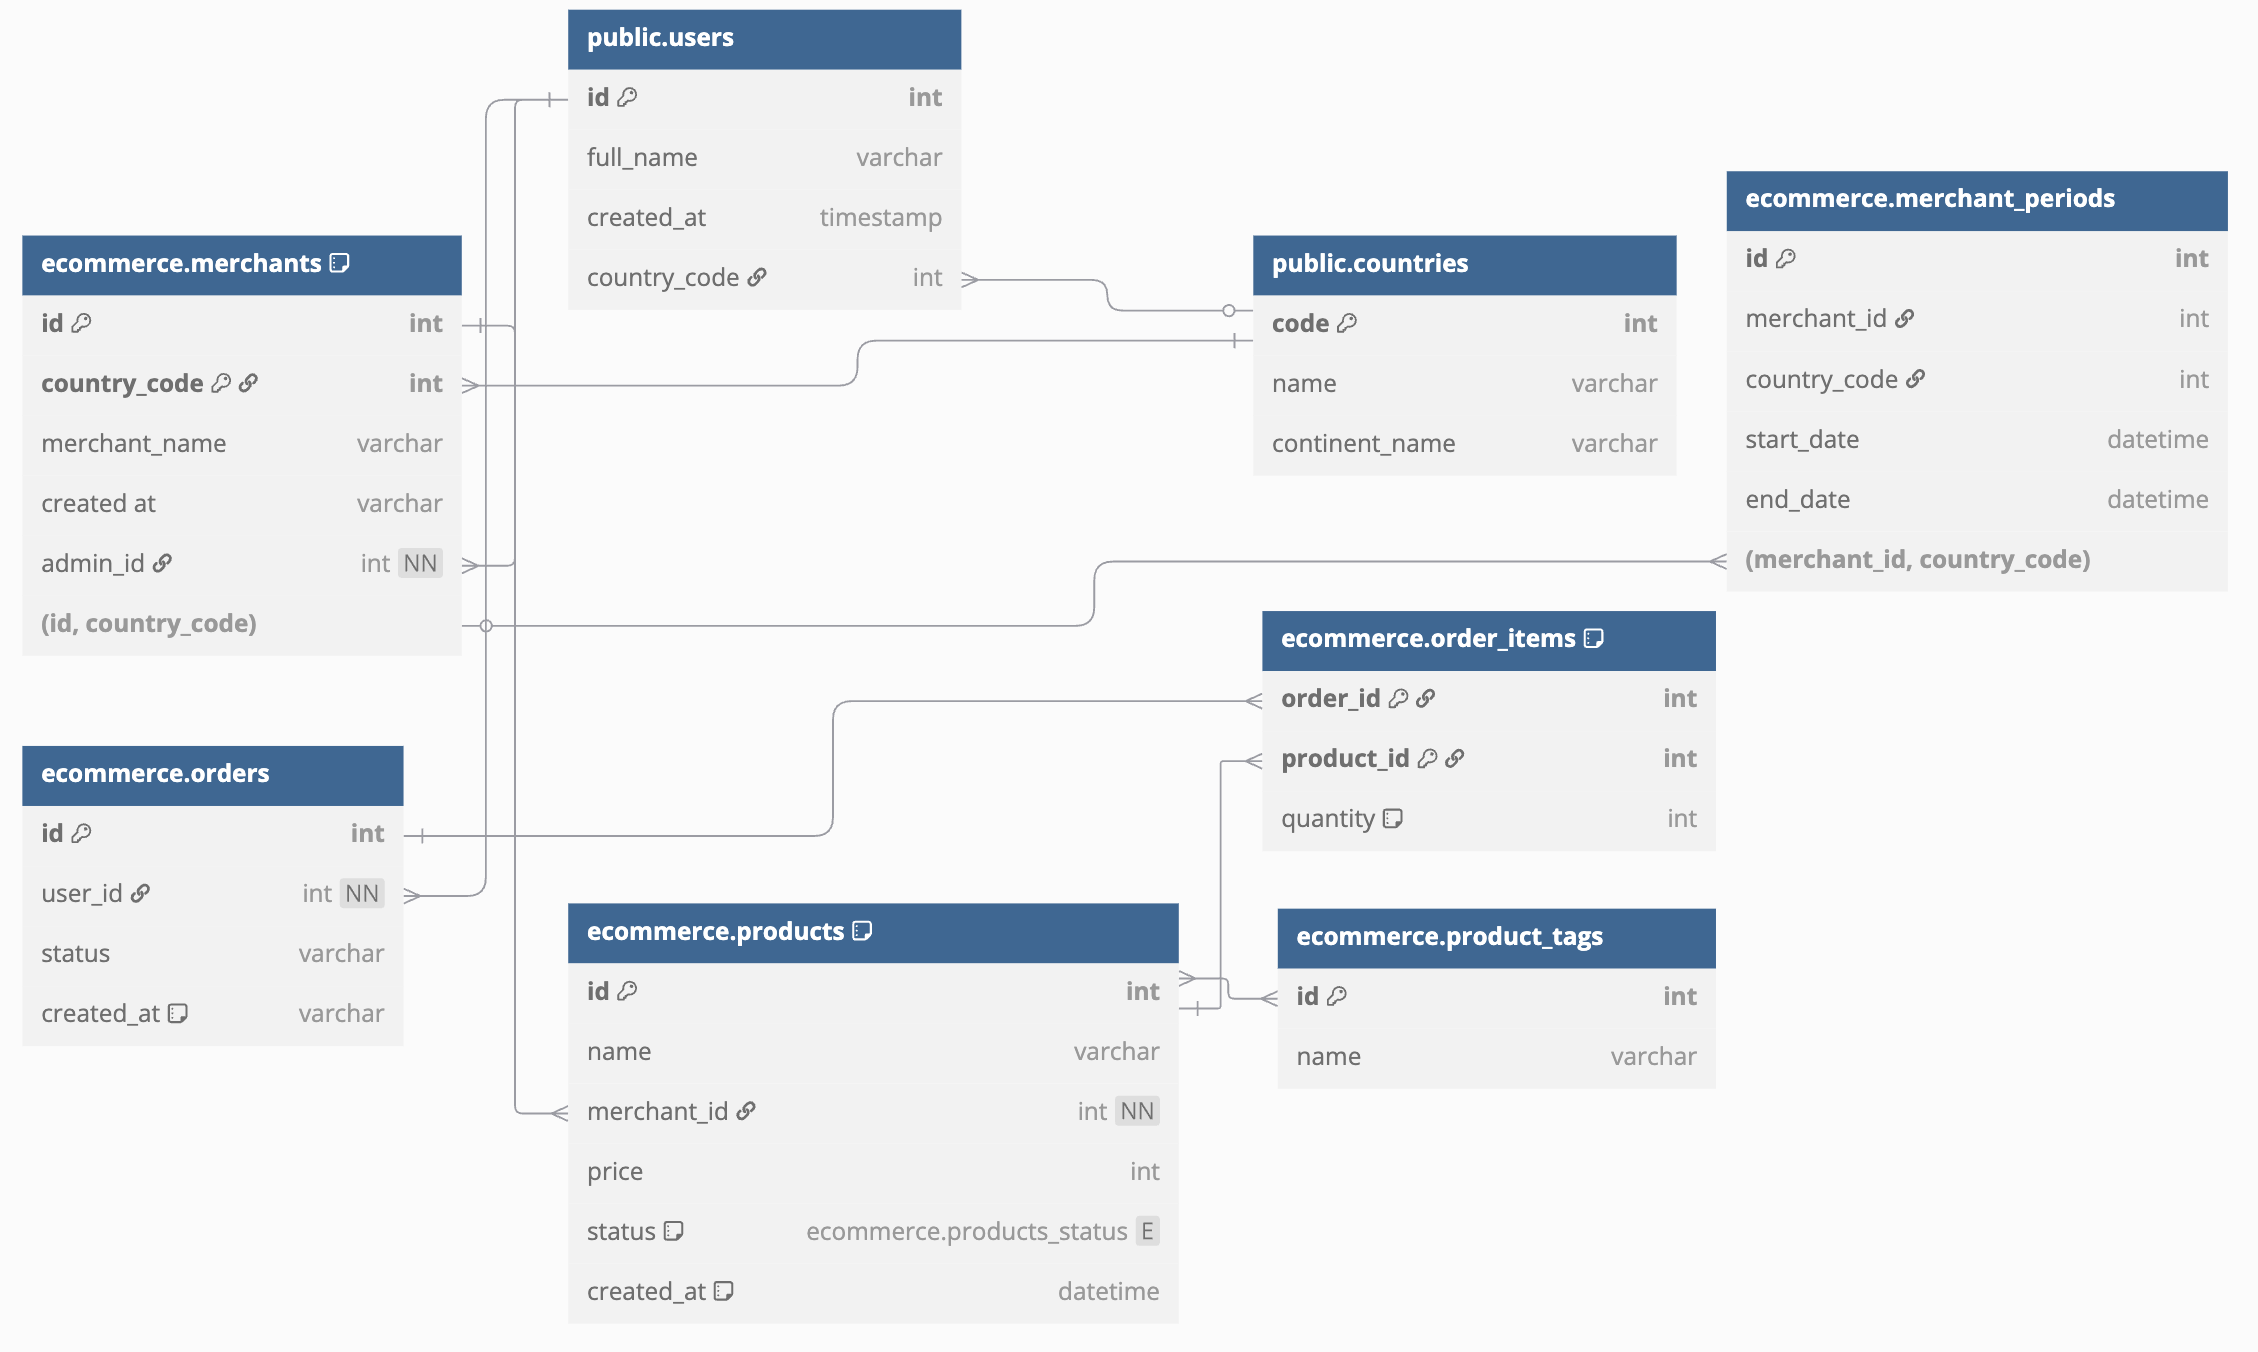 public.users
id int
full_name varchar
created_at timestamp
country_code int
ecommerce.merchants
id int
country_code int
merchant_name varchar
created at varchar
admin_id int NN
(id, country_code)
public.countries
code int
name varchar
continent_name varchar
ecommerce.merchant_periods
id int
merchant_id int
country_code int
start_date datetime
end_date datetime
(merchant_id, country_code)
ecommerce.order_items
order_id int
product_id int
quantity int
ecommerce.orders
id int
user_id int NN
status varchar
created_at varchar
ecommerce.products
id int
name varchar
merchant_id int NN
price int
status ecommerce.products_status E
created_at datetime
ecommerce.product_tags
id int
name varchar